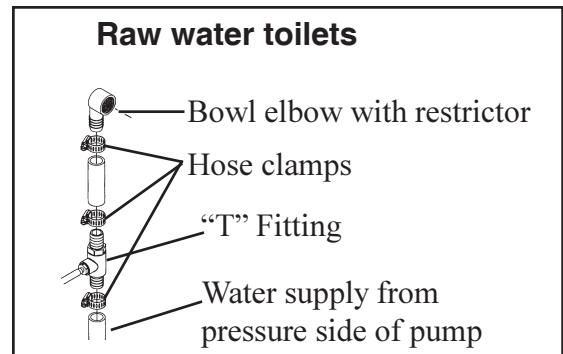 Raw water toilets
Bowl elbow with restrictor
Hose clamps
“T” Fitting
Water supply from
pressure side of pump